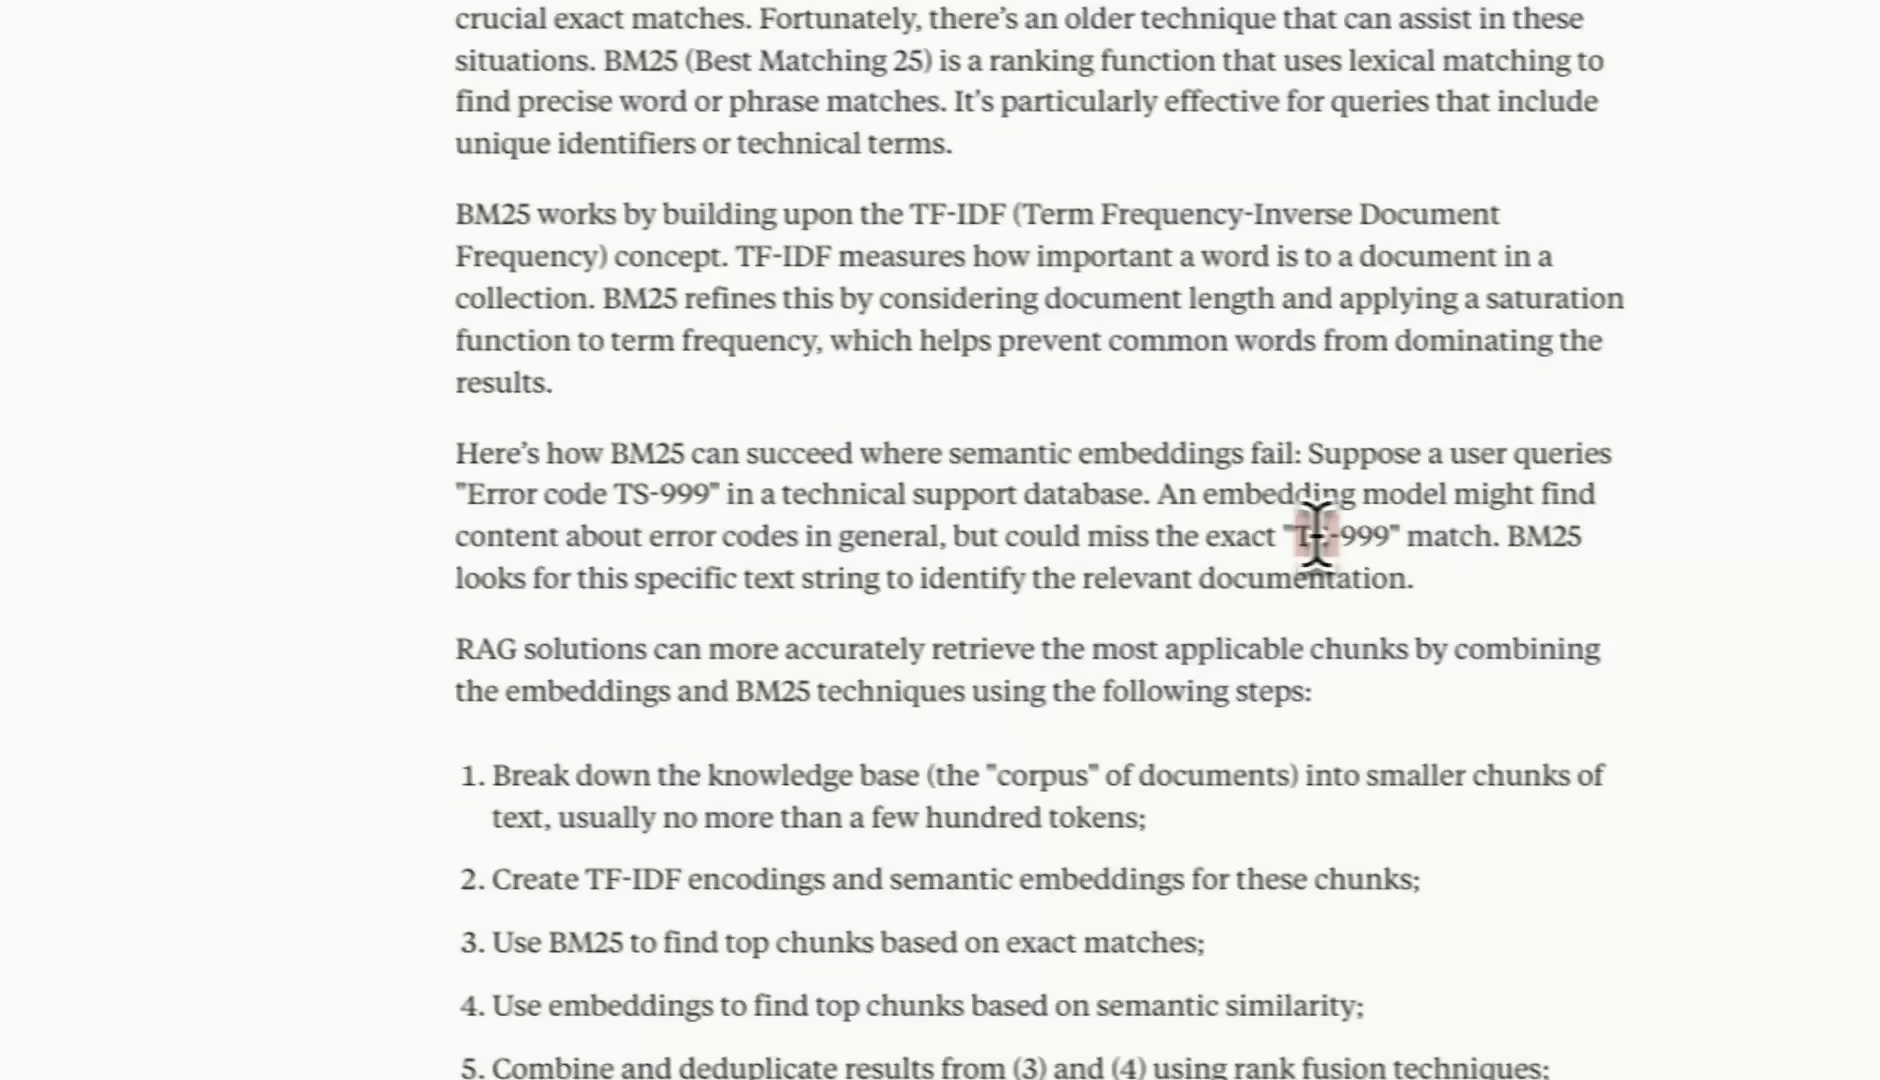 crucial exact matches. Fortunately, there’s an older technique that can assist in these
situations. BM25 (Best Matching 25) is a ranking function that uses lexical matching to
find precise word or phrase matches. It’s particularly effective for queries that include
unique identifiers or technical terms.
BM25 works by building upon the TF-IDF (Term Frequency-Inverse Document
Frequency) concept. TF-IDF measures how important a word is to a document in a
collection. BM25 refines this by considering document length and applying a saturation
function to term frequency, which helps prevent common words from dominating the
results.
Here’s how BM25 can succeed where semantic embeddings fail: Suppose a user queries
"Error code TS-999" in a technical support database. An embedding model might find
content about error codes in general, but could miss the exact "TS-999" match. BM25
looks for this specific text string to identify the relevant documentation.
RAG solutions can more accurately retrieve the most applicable chunks by combining
the embeddings and BM25 techniques using the following steps:
1. Break down the knowledge base (the "corpus" of documents) into smaller chunks of
text, usually no more than a few hundred tokens;
2. Create TF-IDF encodings and semantic embeddings for these chunks;
3. Use BM25 to find top chunks based on exact matches;
4. Use embeddings to find top chunks based on semantic similarity;
5. Combine and deduplicate results from (3) and (4) using rank fusion techniques;